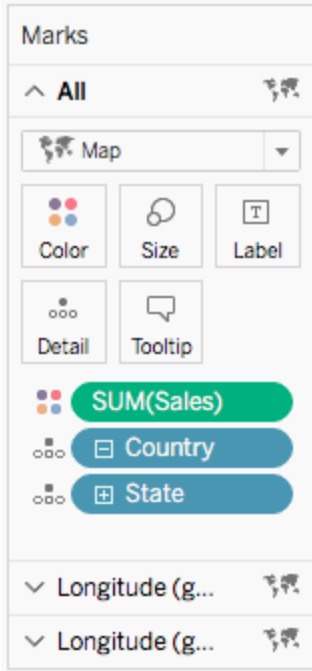 Marks
All
Map
Color Size Label
T
Detail Tooltip
SUM(Sales)
Country
State
Longitude (g...
Longitude (g...